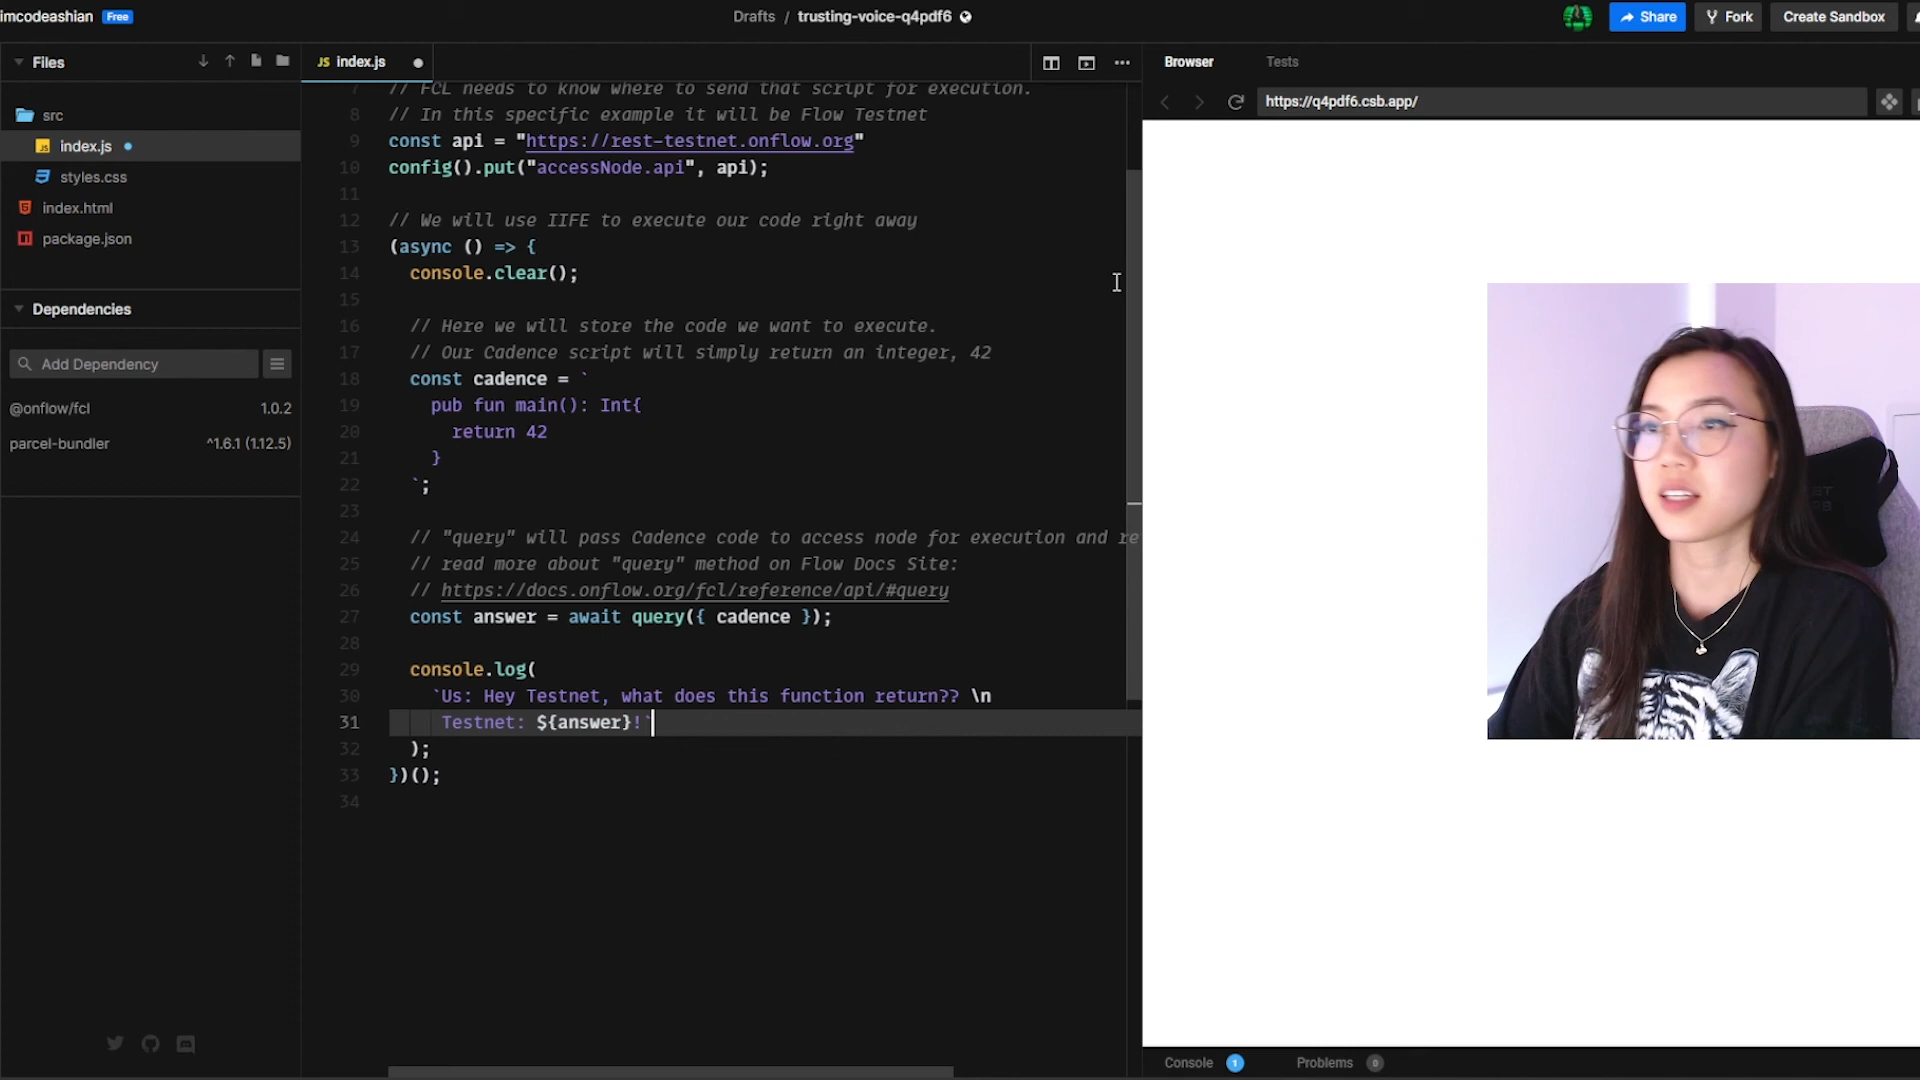 imcodeashian Free
Drafts / trusting-voice-q4pdf6
Share
Fork
Create Sandbox
Files
src
index.js
styles.css
index.html
package.json
Dependencies
Add Dependency
@onflow/fcl 1.0.2
parcel-bundler ^1.6.1 (1.12.5)
JS index.js
7 // FCL needs to know where to send that script for execution.
8 // In this specific example it will be Flow Testnet
9 const api = "https://rest-testnet.onflow.org"
10 config().put("accessNode.api", api);
11
12 // We will use IIFE to execute our code right away
13 (async () => {
14 console.clear();
15
16 // Here we will store the code we want to execute.
17 // Our Cadence script will simply return an integer, 42
18 const cadence = `
19 pub fun main(): Int{
20 return 42
21 }
22 `;
23
24 // "query" will pass Cadence code to access node for execution and re
25 // read more about "query" method on Flow Docs Site:
26 // https://docs.onflow.org/fcl/reference/api/#query
27 const answer = await query({ cadence });
28
29 console.log(
30 `Us: Hey Testnet, what does this function return?? \n
31 Testnet: ${answer}!`
32 );
33 })();
34
Browser
Tests
https://q4pdf6.csb.app/
Console 1
Problems 0